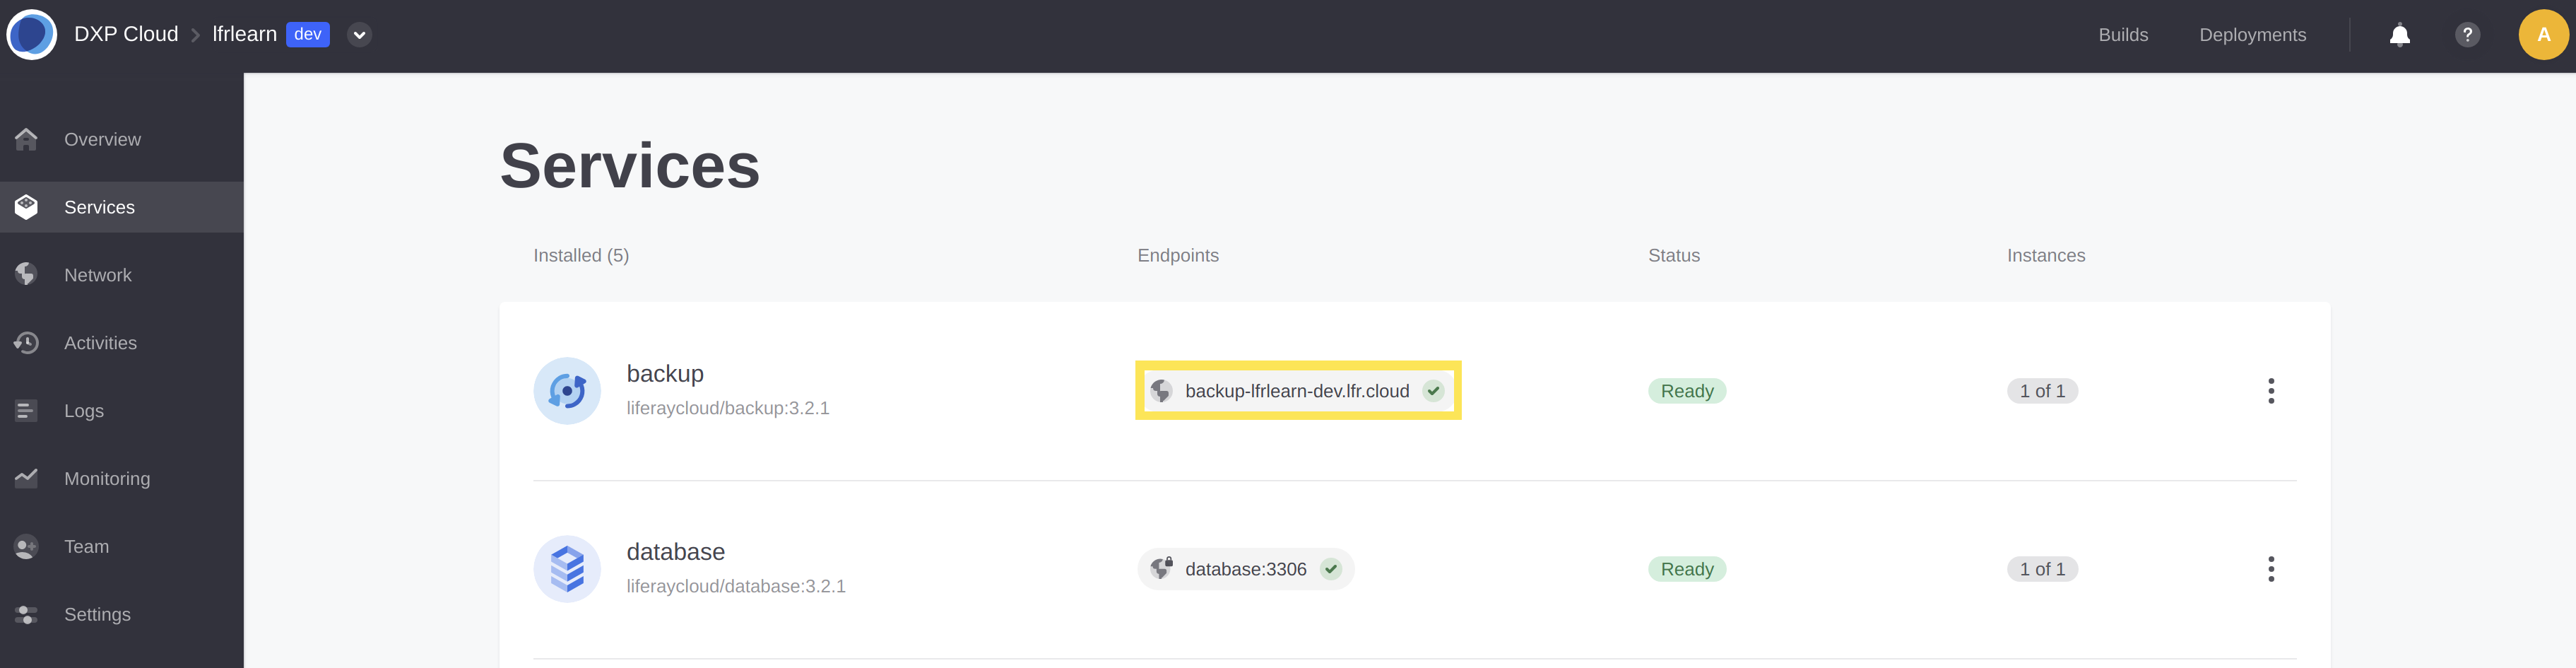 DXP Cloud
lfrlearn
dev
Builds
Deployments
?
A
Overview
Services
Network
Activities
Logs
Monitoring
Team
Settings
Services
Installed (5)
Endpoints
Status
Instances
backup
liferaycloud/backup:3.2.1
backup-lfrlearn-dev.lfr.cloud
Ready
1 of 1
database
liferaycloud/database:3.2.1
database:3306
Ready
1 of 1